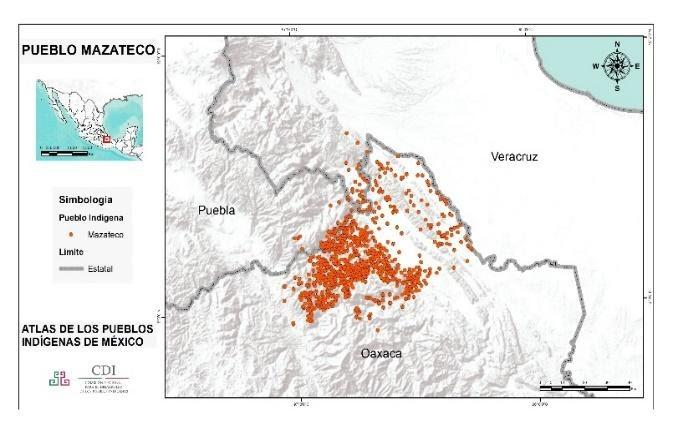 PUEBLO MAZATECO
Simbología
Pueblo Indígena
Mazateco
Límite
Estatal
ATLAS DE LOS PUEBLOS
INDÍGENAS DE MÉXICO
CDI
N
W
E
S
Veracruz
Puebla
Oaxaca